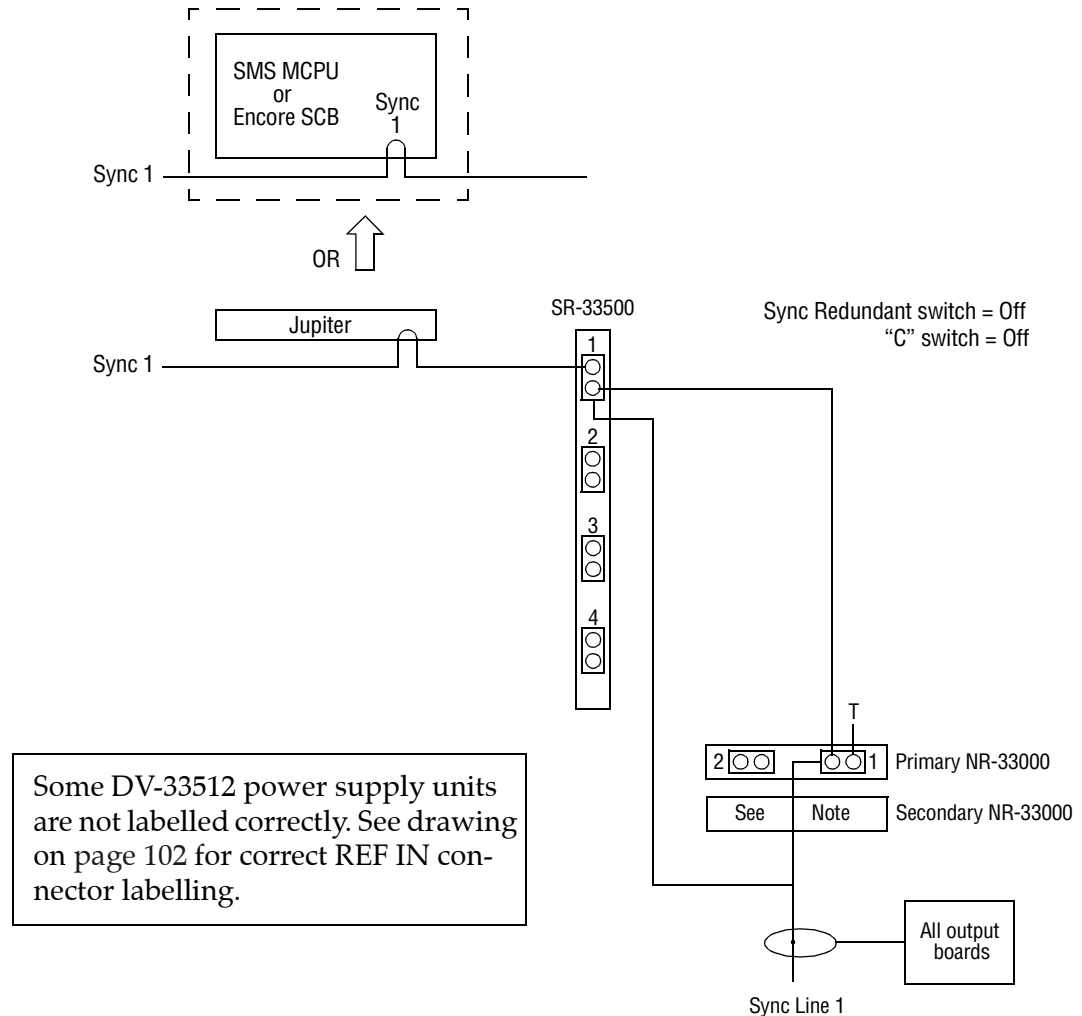 SMS MCPU
or
Encore SCB
Sync
1
Sync 1
OR
Jupiter
Sync 1
SR-33500
1
2
3
4
Sync Redundant switch = Off
“C” switch = Off
T
2
1
Primary NR-33000
See Note
Secondary NR-33000
Some DV-33512 power supply units
are not labelled correctly. See drawing
on page 102 for correct REF IN con-
nector labelling.
All output
boards
Sync Line 1